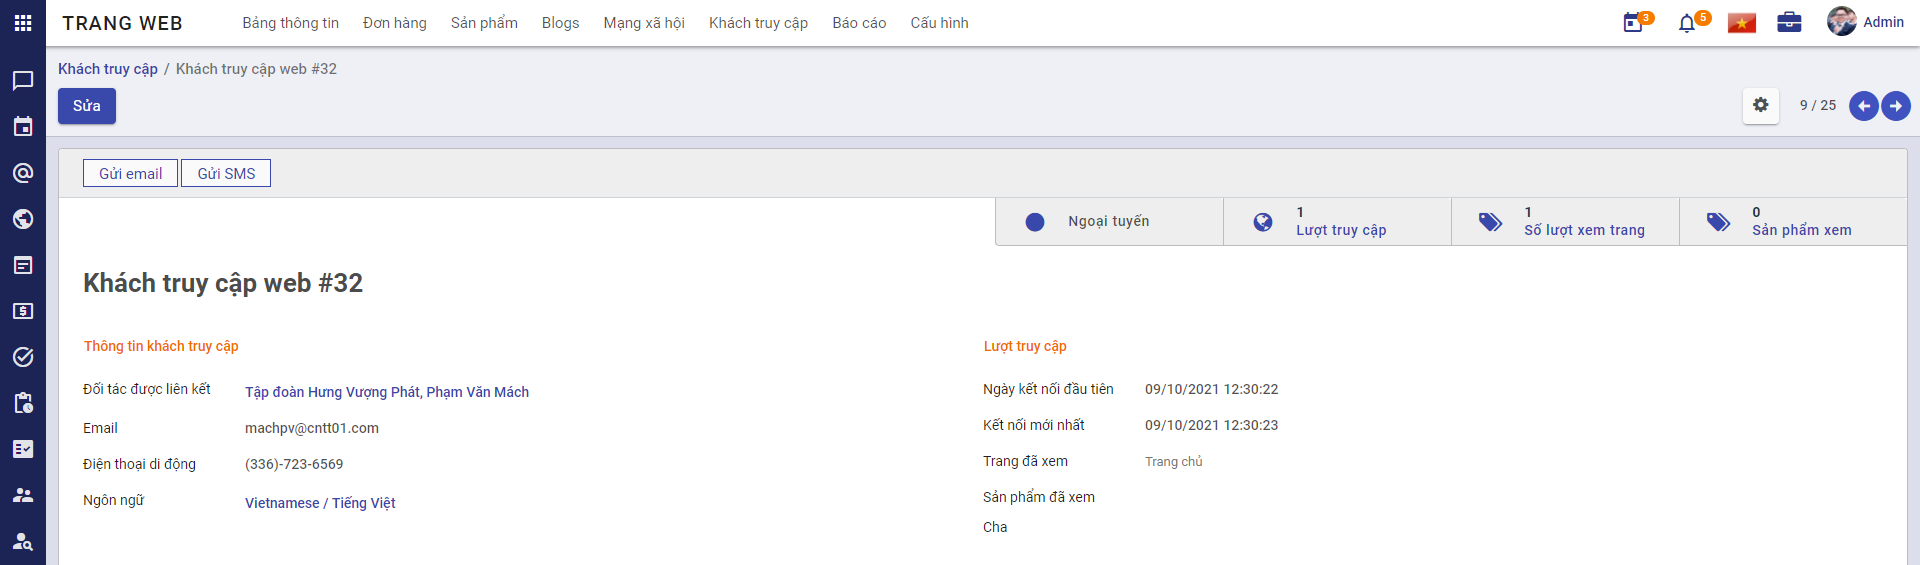 TRANG WEB Bảng thông tin Đơn hàng Sản phẩm Blogs Mạng xã hội Khách truy cập Báo cáo Cấu hình 3 5 Admin
Khách truy cập / Khách truy cập web #32
Sửa 9 / 25
Gửi email Gửi SMS
Ngoại tuyến
1
Lượt truy cập
1
Số lượt xem trang
0
Sản phẩm xem
Khách truy cập web #32
Thông tin khách truy cập
Đối tác được liên kết Tập đoàn Hưng Vượng Phát, Phạm Văn Mách
Email machpv@cntt01.com
Điện thoại di động (336)-723-6569
Ngôn ngữ Vietnamese / Tiếng Việt
Lượt truy cập
Ngày kết nối đầu tiên 09/10/2021 12:30:22
Kết nối mới nhất 09/10/2021 12:30:23
Trang đã xem Trang chủ
Sản phẩm đã xem
Cha